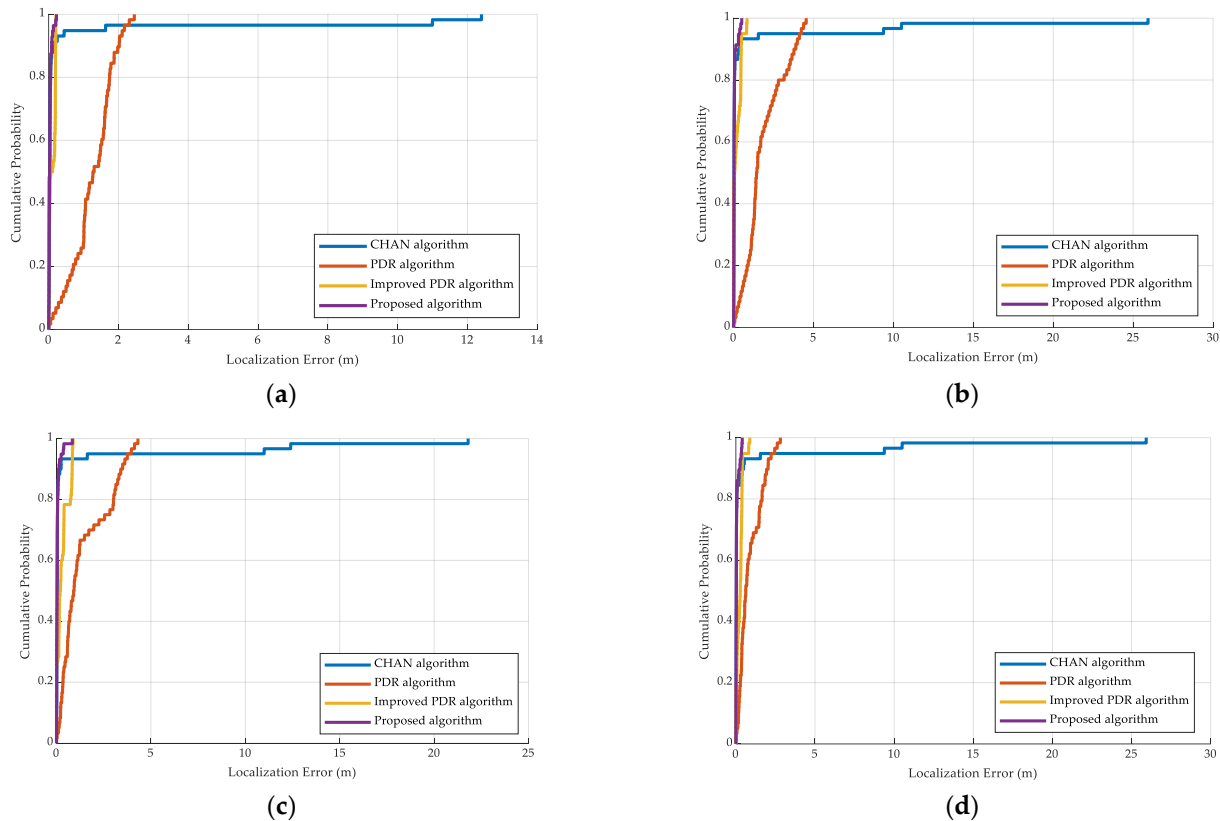 1
0.8
0.6
0.4
0.2
0
Cumulative Probability
CHAN algorithm
PDR algorithm
Improved PDR algorithm
Proposed algorithm
0 2 4 6 8 10 12 14
Localization Error (m)
(a)
1
0.8
0.6
0.4
0.2
0
Cumulative Probability
CHAN algorithm
PDR algorithm
Improved PDR algorithm
Proposed algorithm
0 5 10 15 20 25 30
Localization Error (m)
(b)
1
0.8
0.6
0.4
0.2
0
Cumulative Probability
CHAN algorithm
PDR algorithm
Improved PDR algorithm
Proposed algorithm
0 5 10 15 20 25
Localization Error (m)
(c)
1
0.8
0.6
0.4
0.2
0
Cumulative Probability
CHAN algorithm
PDR algorithm
Improved PDR algorithm
Proposed algorithm
0 5 10 15 20 25 30
Localization Error (m)
(d)